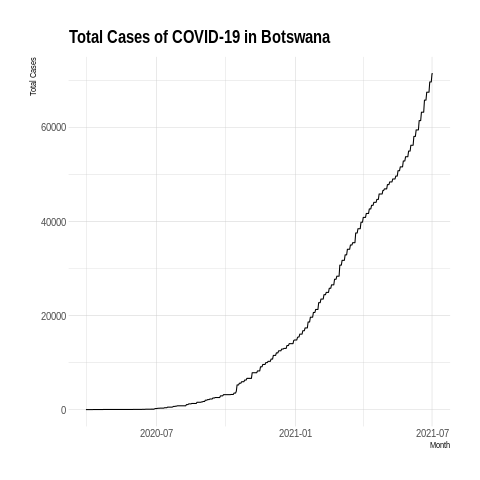 Total Cases of COVID-19 in Botswana
Total Cases
60000
40000
20000
0
2020-07
2021-01
2021-07
Month